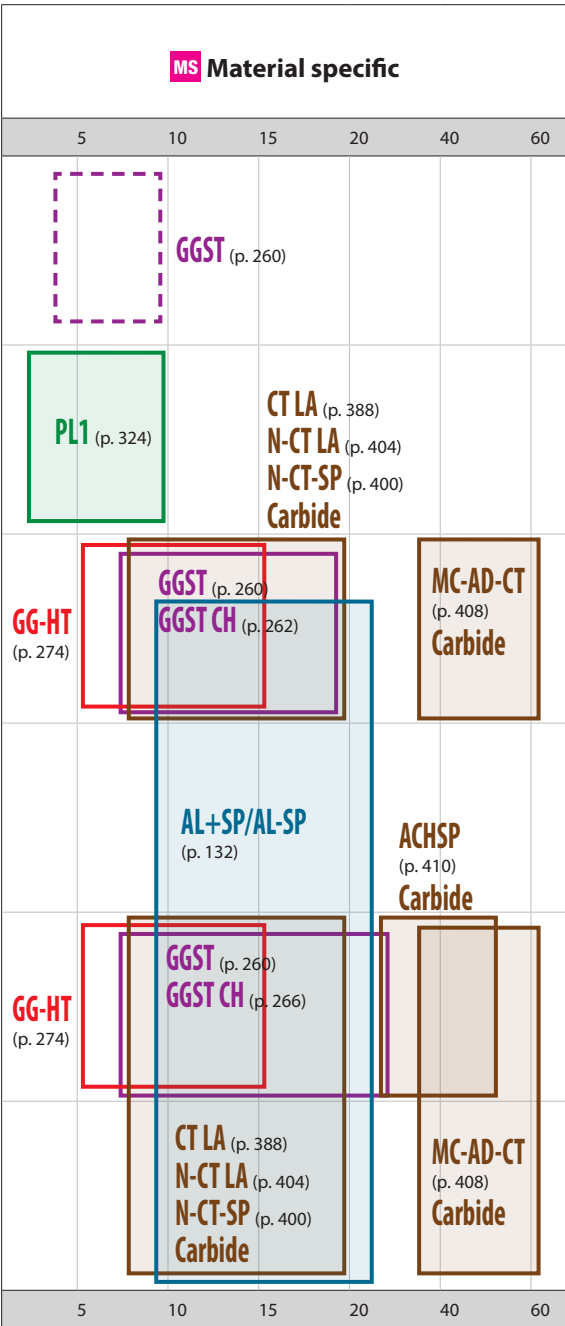 MS Material specific
5 10 15 20 40 60
GGST (p. 260)
PL1 (p. 324)
CT LA (p. 388)
N-CT LA (p. 404)
N-CT-SP (p. 400)
Carbide
GG-HT
(p. 274)
GGST (p. 260)
GGST CH (p. 262)
MC-AD-CT
(p. 408)
Carbide
AL+SP/AL-SP
(p. 132)
ACHSP
(p. 410)
Carbide
GG-HT
(p. 274)
GGST (p. 260)
GGST CH (p. 266)
CT LA (p. 388)
N-CT LA (p. 404)
N-CT-SP (p. 400)
Carbide
MC-AD-CT
(p. 408)
Carbide
5 10 15 20 40 60